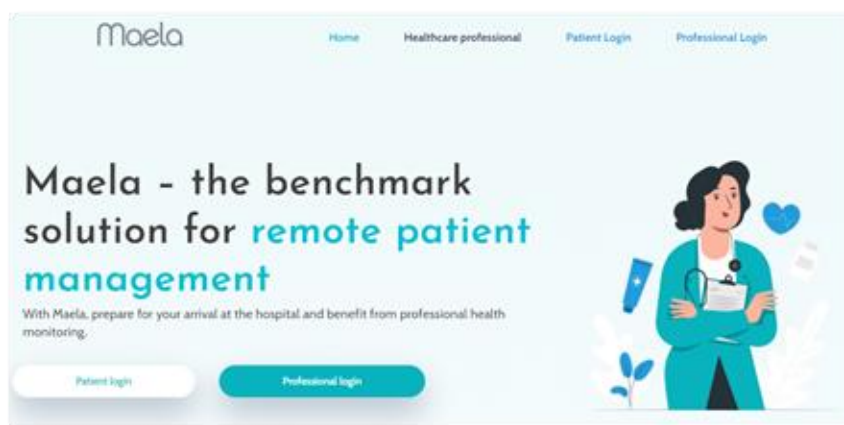 Maela
Home Healthcare professional Patient Login Professional Login
Maela – the benchmark
solution for remote patient
management
With Maela, prepare for your arrival at the hospital and benefit from professional health
monitoring.
Patient login Professional login